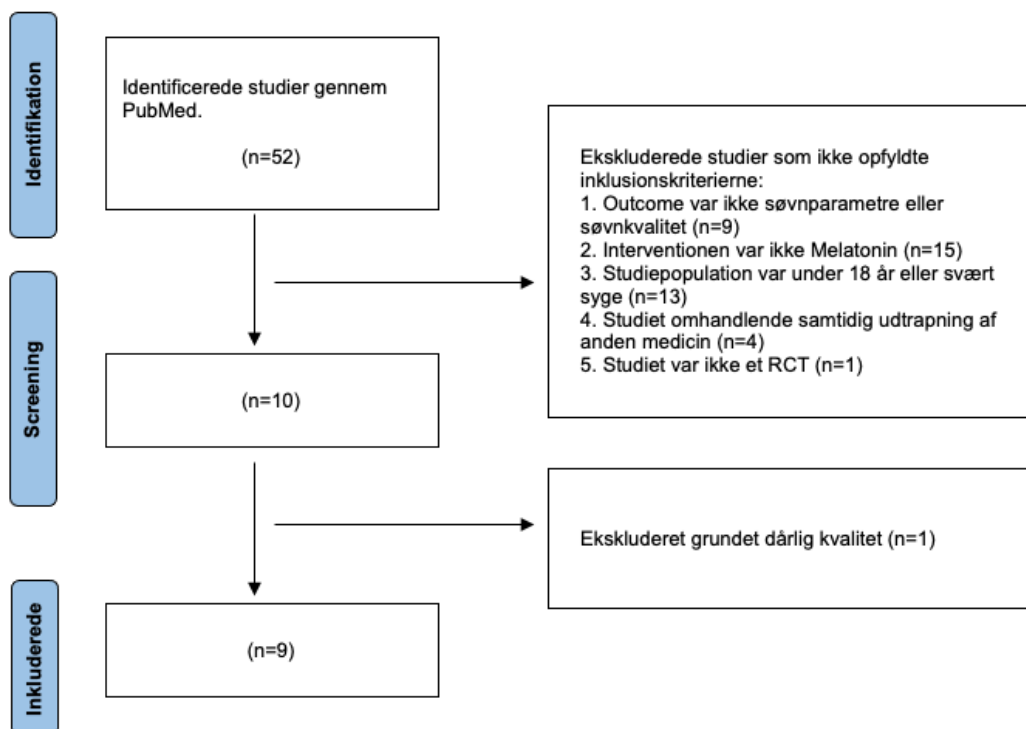 Identifikation
Identificerede studier gennem
PubMed.
(n=52)
Ekskluderede studier som ikke opfyldte
inklusionskriterierne:
1. Outcome var ikke søvnparametre eller
søvnkvalitet (n=9)
2. Interventionen var ikke Melatonin (n=15)
3. Studiepopulation var under 18 år eller svært
syge (n=13)
4. Studiet omhandlende samtidig udtrapning af
anden medicin (n=4)
5. Studiet var ikke et RCT (n=1)
Screening
(n=10)
Ekskluderet grundet dårlig kvalitet (n=1)
Inkluderede
(n=9)